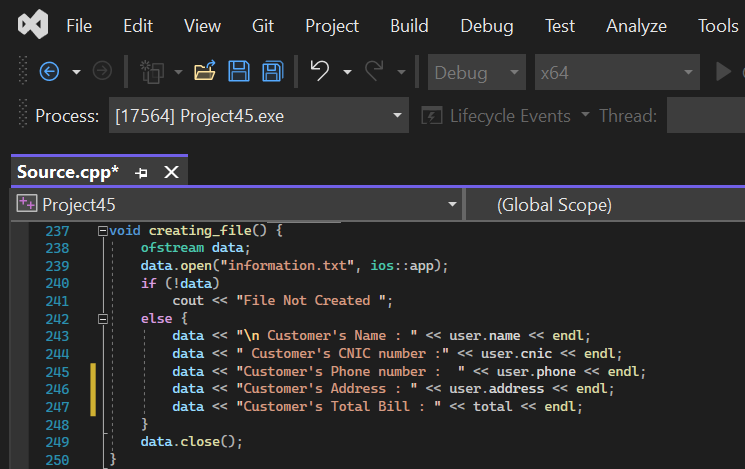 File Edit View Git Project Build Debug Test Analyze Tools
Debug x64
Process: [17564] Project45.exe Lifecycle Events Thread:
Source.cpp*
Project45 (Global Scope)
237 void creating_file() {
238 ofstream data;
239 data.open("information.txt", ios::app);
240 if (!data)
241 cout << "File Not Created ";
242 else {
243 data << "\n Customer's Name : " << user.name << endl;
244 data << " Customer's CNIC number :" << user.cnic << endl;
245 data << "Customer's Phone number :  " << user.phone << endl;
246 data << "Customer's Address : " << user.address << endl;
247 data << "Customer's Total Bill : " << total << endl;
248 }
249 data.close();
250 }